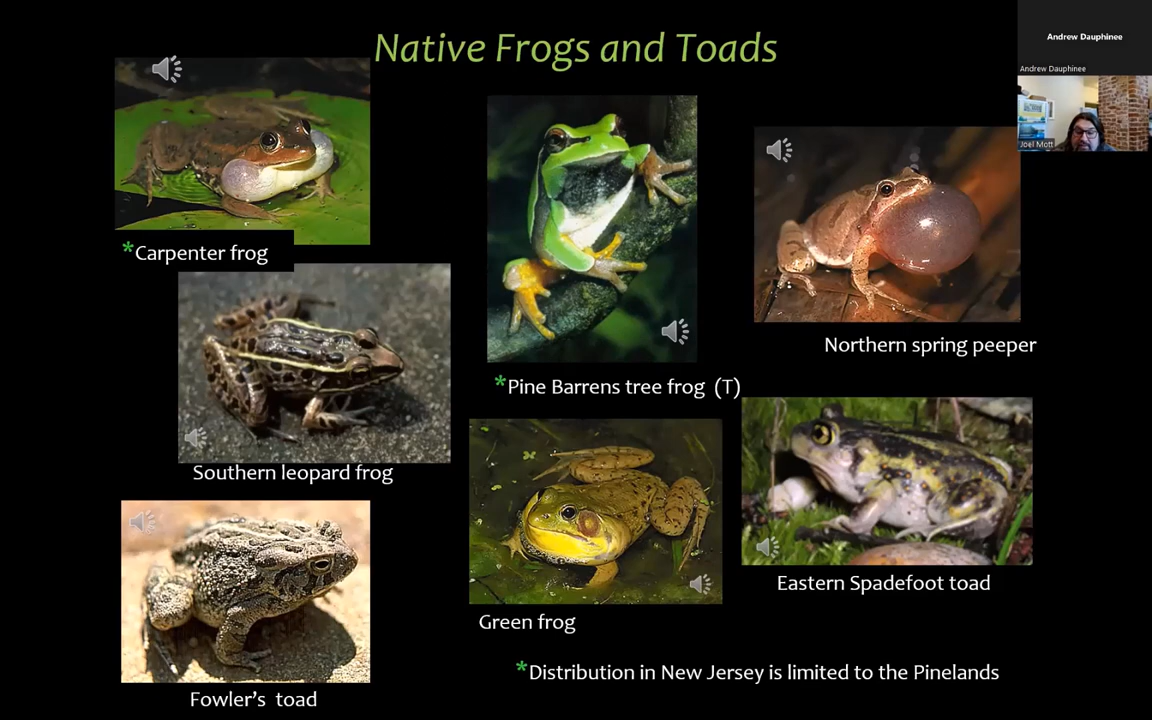 Native Frogs and Toads
Andrew Dauphinee
Andrew Dauphinee
Joel Mott
*Carpenter frog
Northern spring peeper
*Pine Barrens tree frog (T)
Southern leopard frog
Eastern Spadefoot toad
Green frog
*Distribution in New Jersey is limited to the Pinelands
Fowler's toad